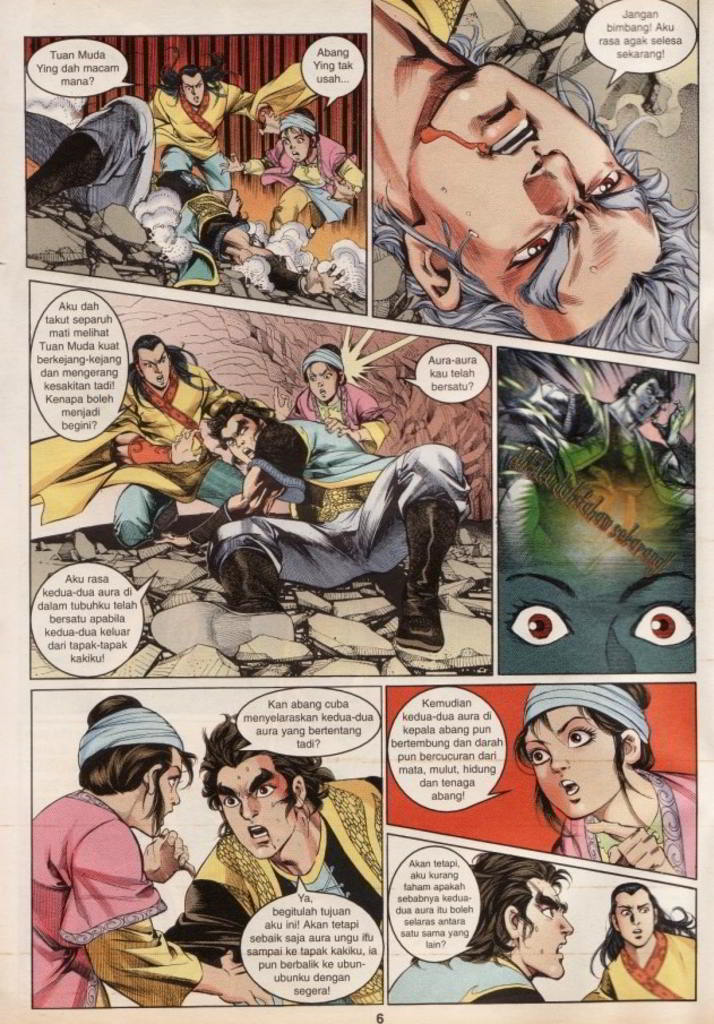 Tuan Muda
Ying dah macam
mana?
Abang
Ying tak
usah...
Jangan
bimbang! Aku
rasa agak selesa
sekarang!
Aku dah
takut separuh
mati melihat
Tuan Muda kuat
berkejang-kejang
dan mengerang
kesakitan tadi!
Kenapa boleh
menjadi
begini?
Aura-aura
kau telah
bersatu?
Aku rasa
kedua-dua aura di
dalam tubuhku telah
bersatu apabila
kedua-dua keluar
dari tapak-tapak
kakiku!
Kan abang cuba
menyelaraskan kedua-dua
aura yang bertentang
tadi?
Ya,
begitulah tujuan
aku ini! Akan tetapi
sebaik saja aura ungu itu
sampai ke tapak kaki, ia
pun berbalik ke ubun-
ubunku dengan
segera!
Kemudian
kedua-dua aura di
kepala abang pun
bertembung dan darah
pun bercucuran dari
mata, mulut, hidung
dan tenaga
abang!
Akan tetapi,
aku kurang
faham apakah
sebabnya kedua-
dua aura itu boleh
selaras antara
satu sama yang
lain?
6